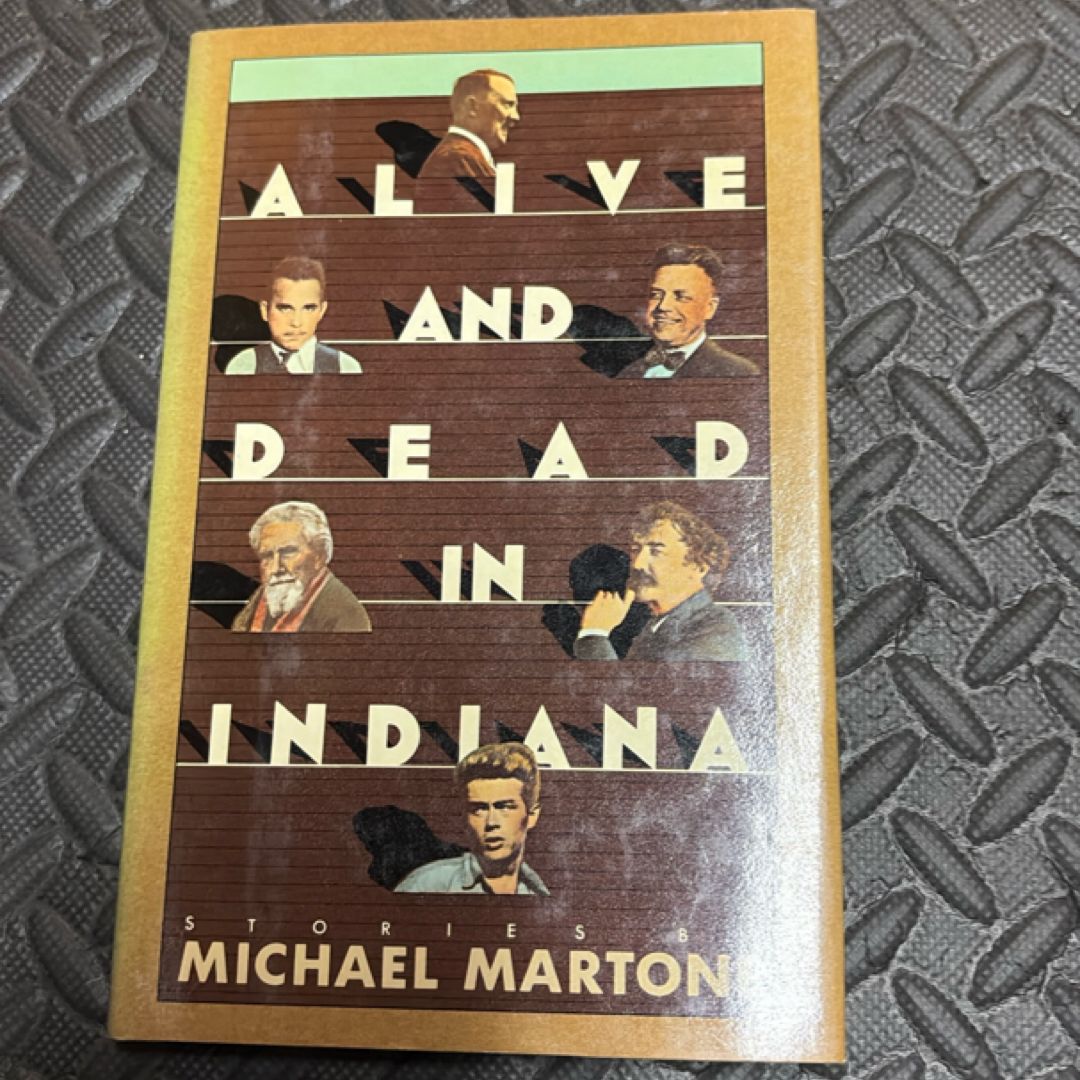 ALIVE
AND
DEAD
IN
INDIANA
STORIES B
MICHAEL MARTON